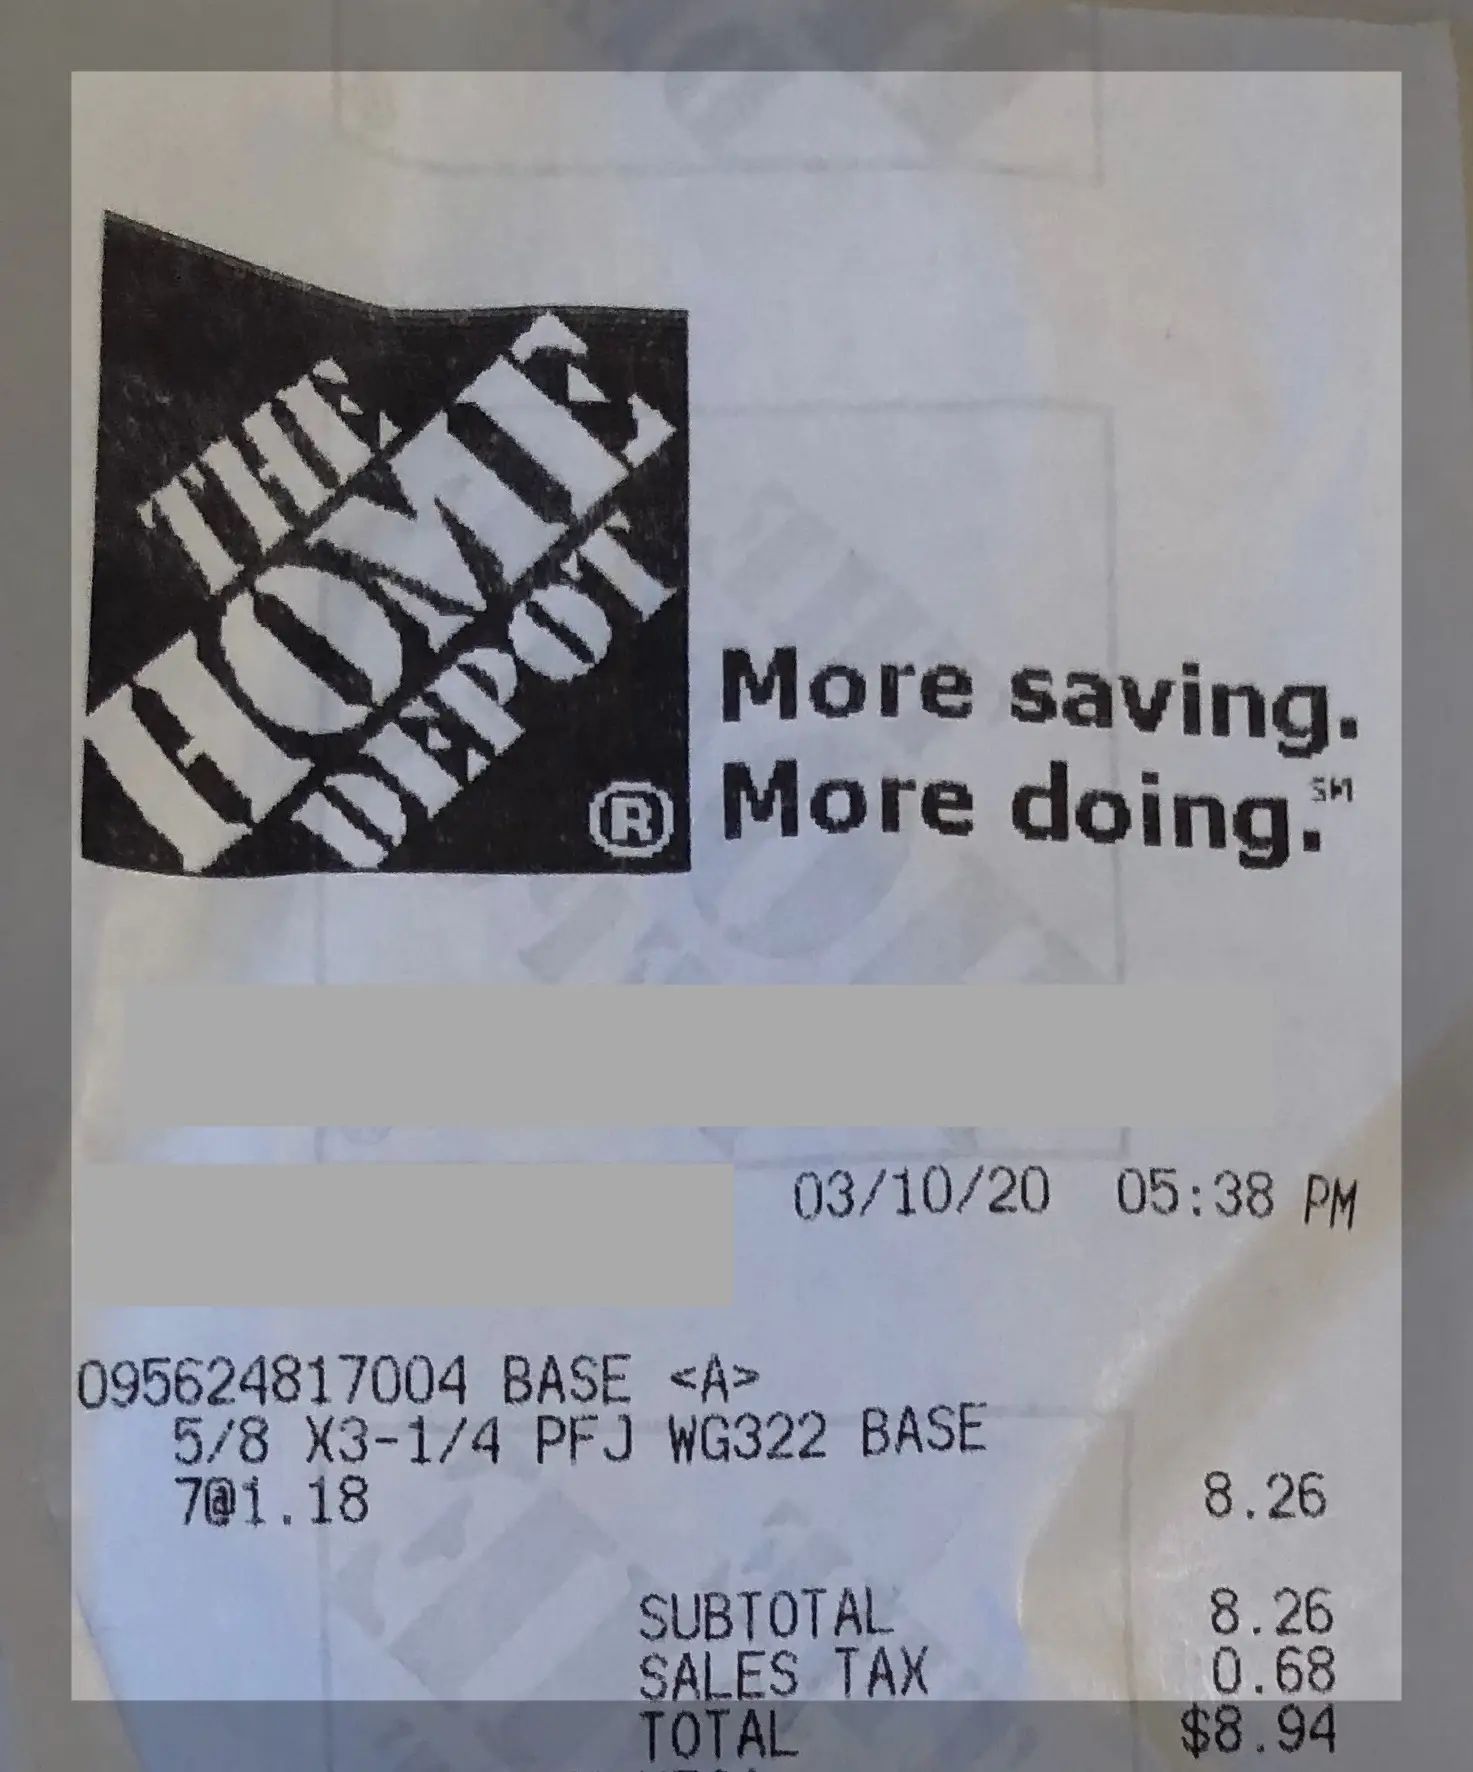 THE
HOME
DEPOT
®
More saving.
More doing.℠
03/10/20 05:38 PM
095624817004 BASE <A>
5/8 X3-1/4 PFJ WG322 BASE
7@1.18 8.26
SUBTOTAL 8.26
SALES TAX 0.68
TOTAL $8.94